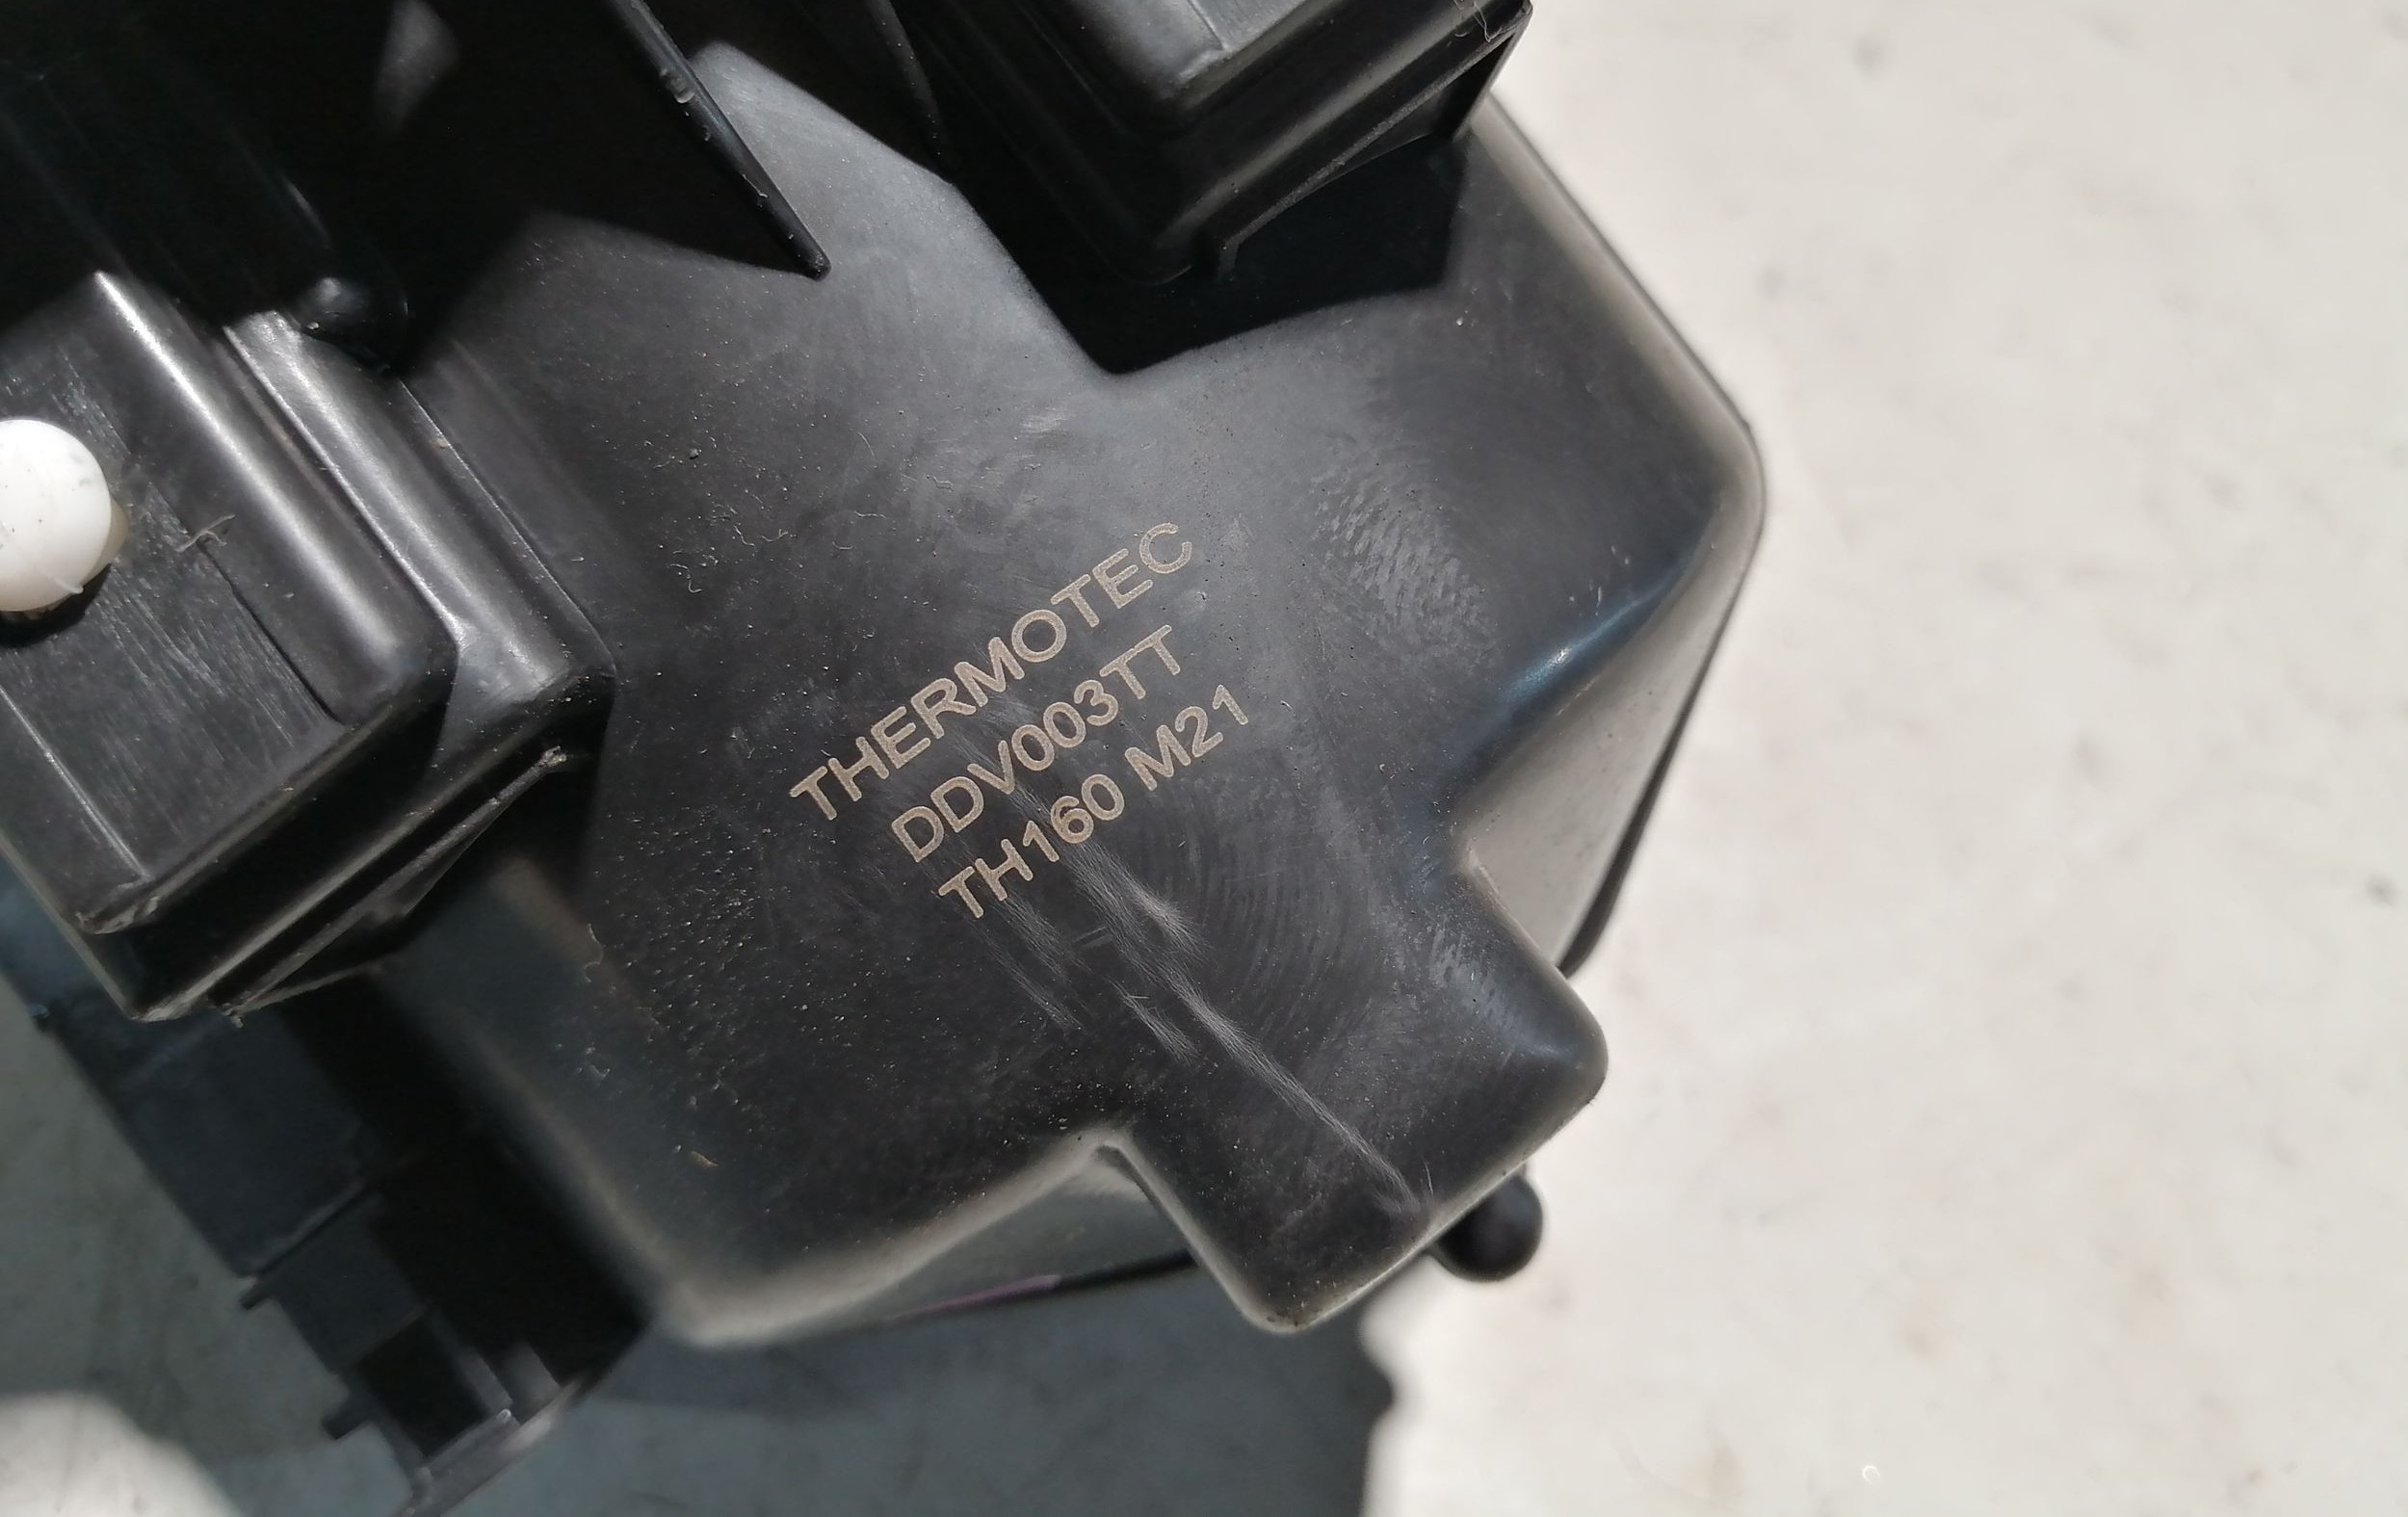 THERMOTEC
DDV003TT
TH160 M21